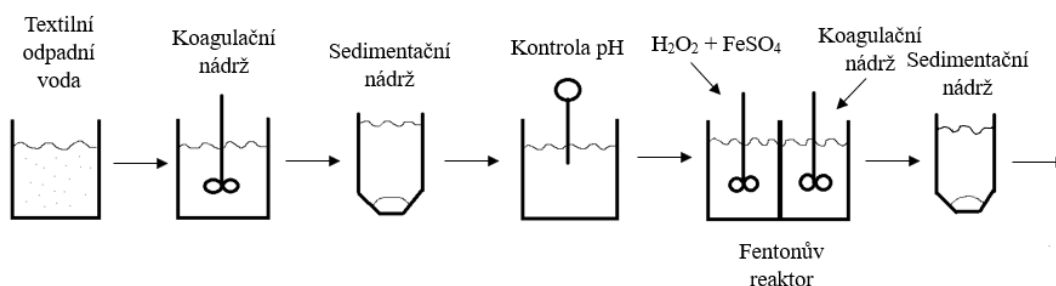 Textilní
odpadní
voda
Koagulační
nádrž
Sedimentační
nádrž
Kontrola pH
H₂O₂ + FeSO₄
Koagulační
nádrž
Sedimentační
nádrž
Fentonův
reaktor